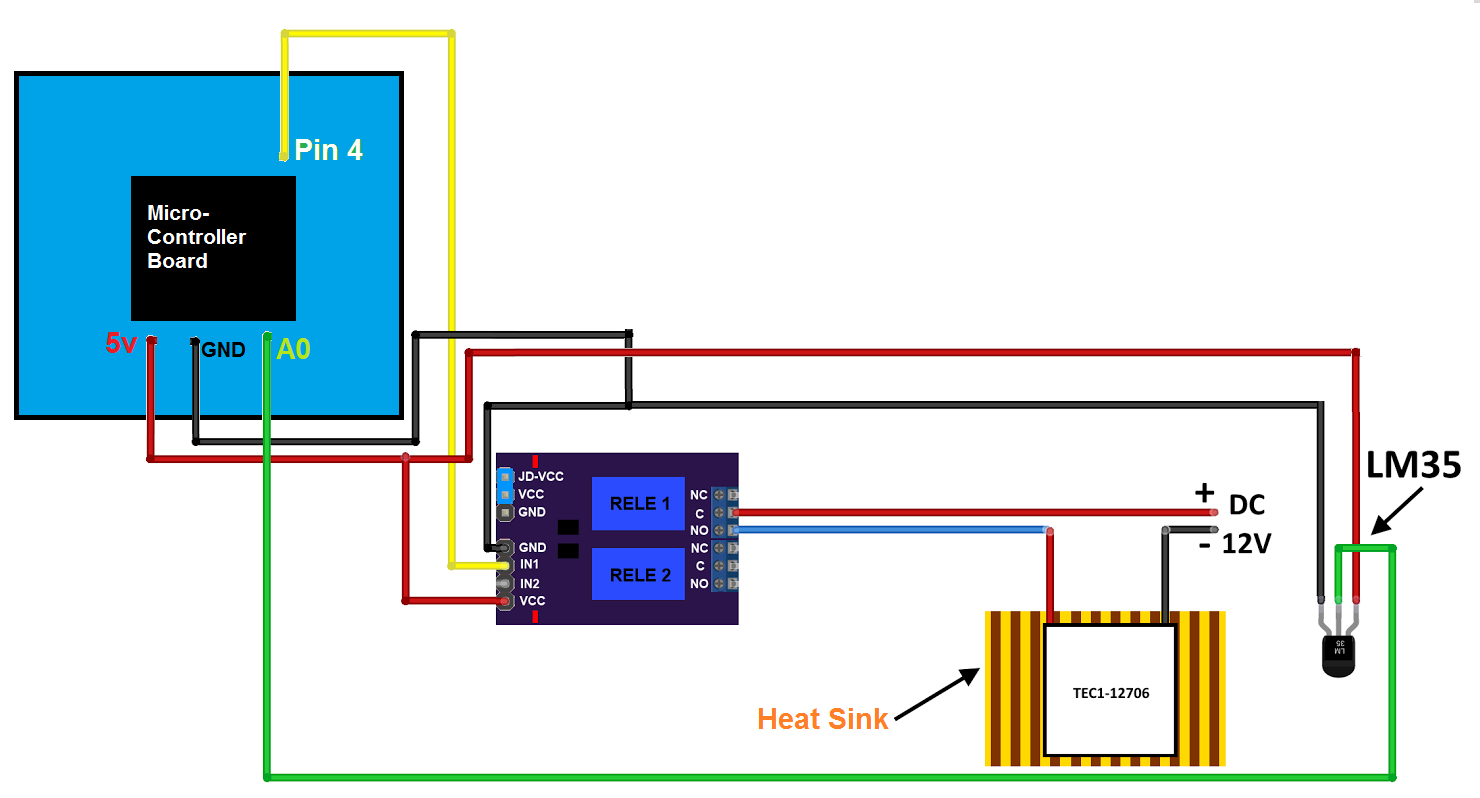 Pin 4
Micro-
Controller
Board
5v
GND
A0
JD-VCC
VCC
GND
GND
IN1
IN2
VCC
RELE 1
RELE 2
NC
C
NO
NC
C
NO
+
DC
- 12V
LM35
LM
35
TEC1-12706
Heat Sink